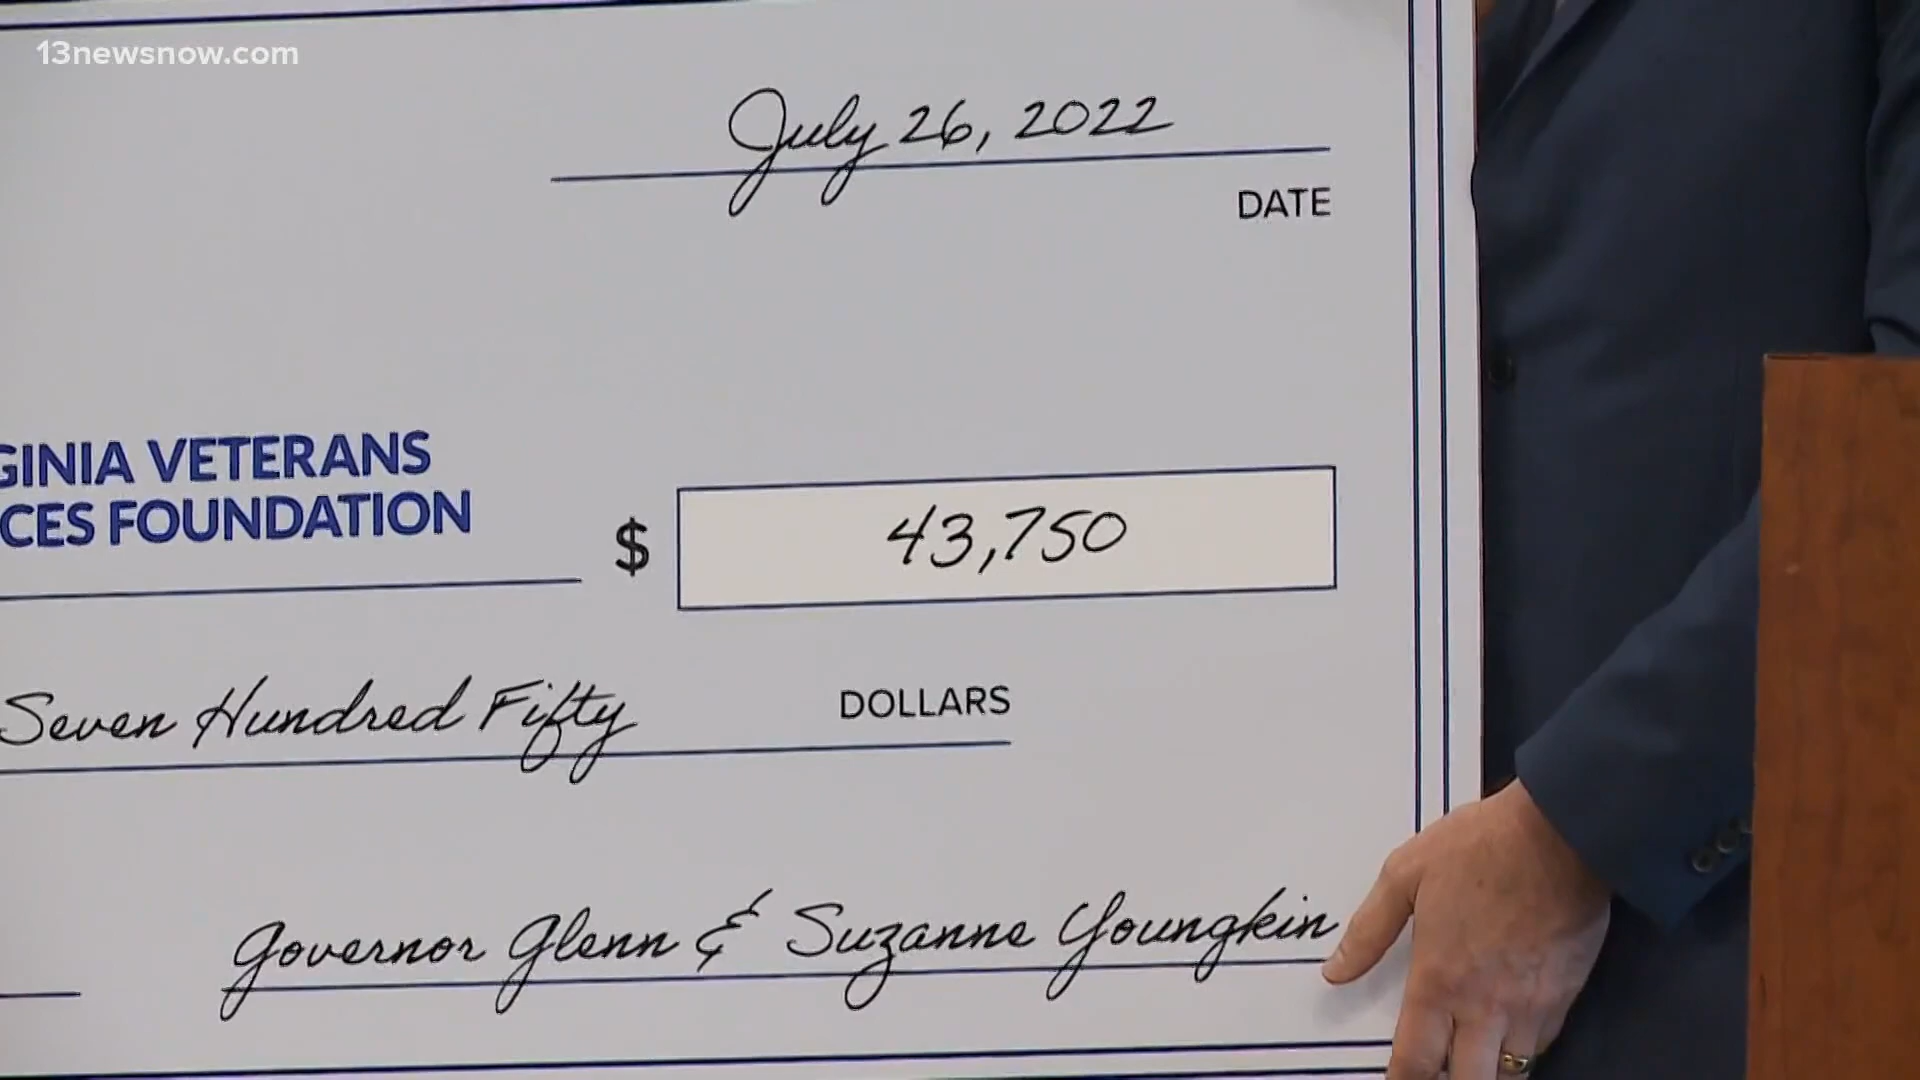 13newsnow.com
July 26, 2022
DATE
GINIA VETERANS
CES FOUNDATION
$ 43,750
Seven Hundred Fifty DOLLARS
Governor Glenn & Suzanne Youngkin